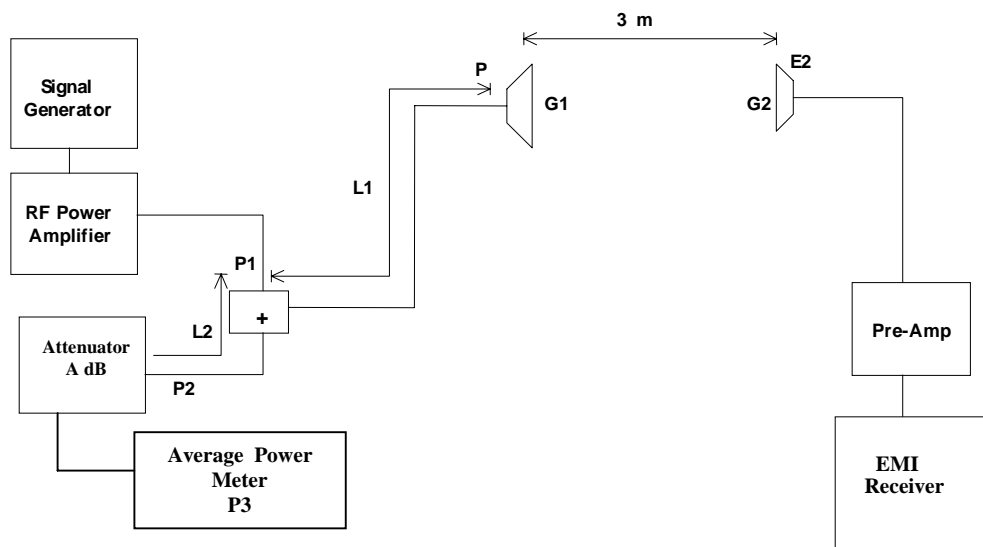 3 m
P
E2
Signal
Generator
G1
G2
L1
RF Power
Amplifier
P1
+
L2
Pre-Amp
Attenuator
A dB
P2
Average Power
Meter
P3
EMI
Receiver